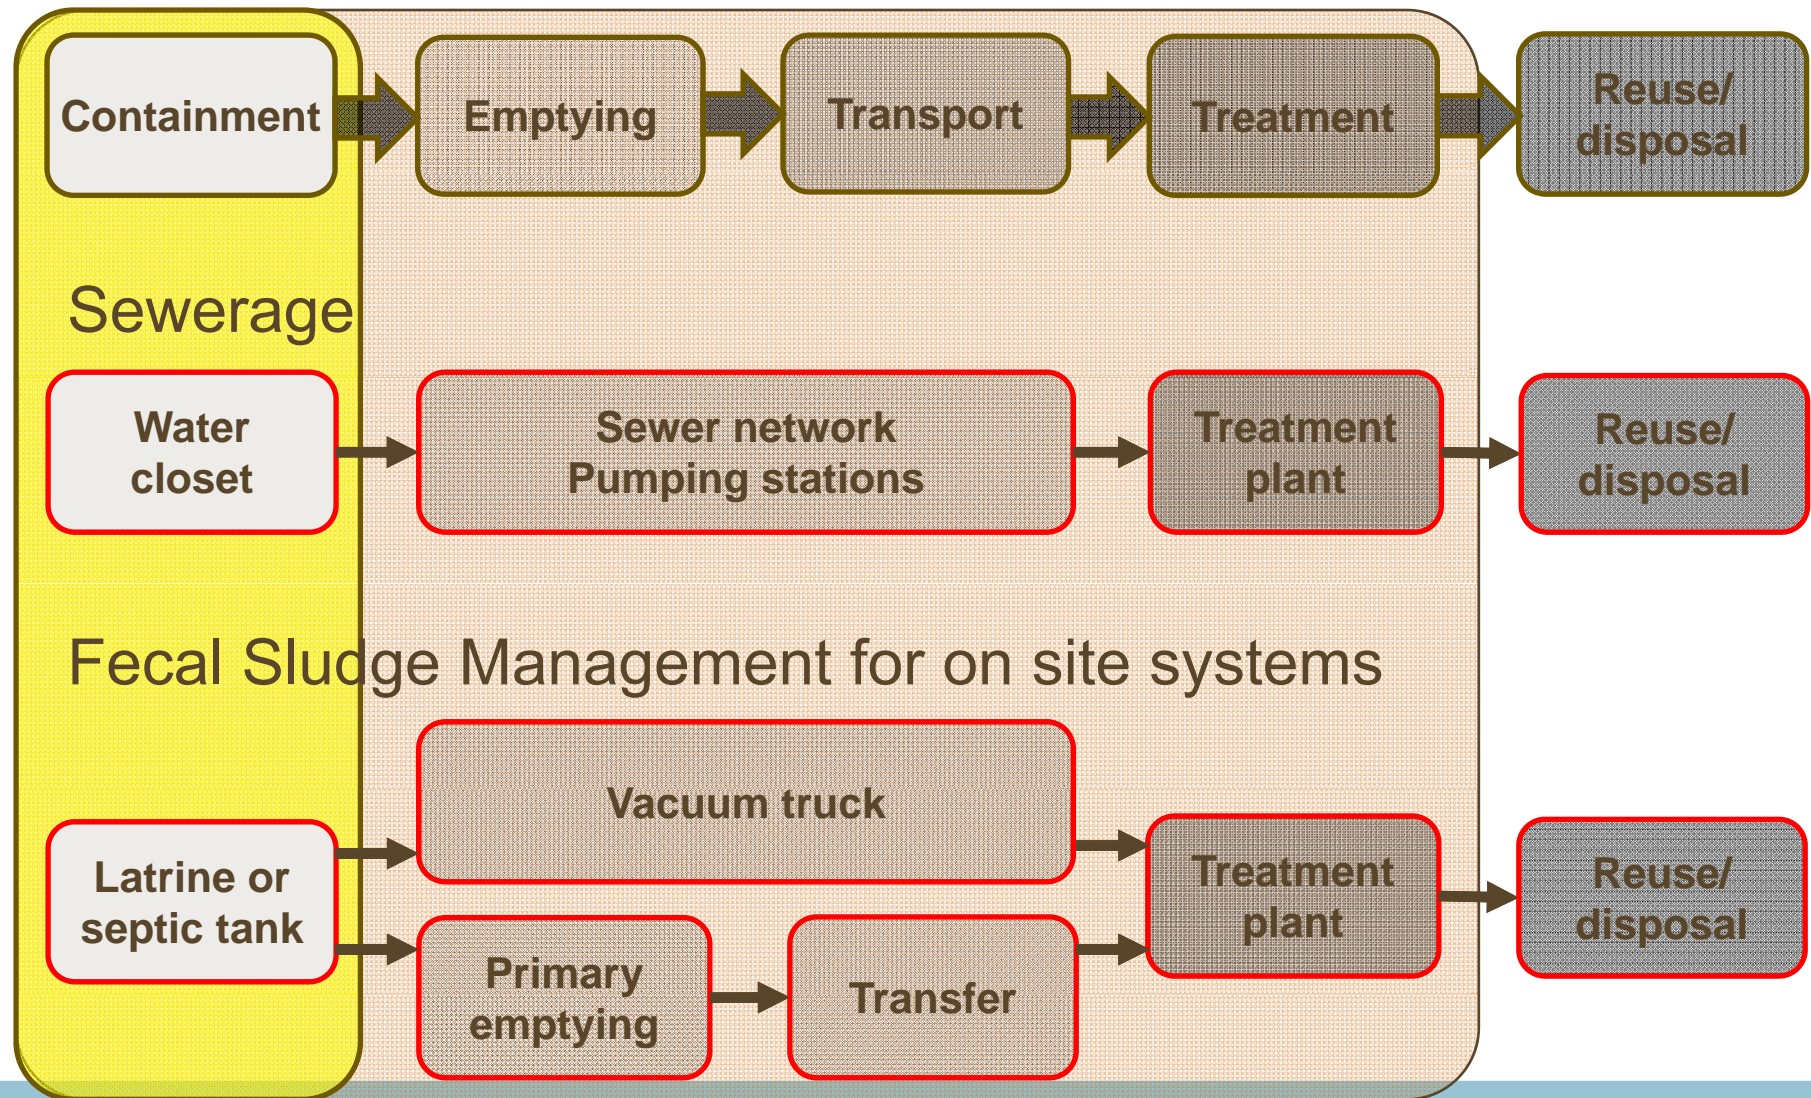 Containment
Emptying
Transport
Treatment
Reuse/
disposal
Sewerage
Water
closet
Sewer network
Pumping stations
Treatment
plant
Reuse/
disposal
Fecal Sludge Management for on site systems
Latrine or
septic tank
Vacuum truck
Primary
emptying
Transfer
Treatment
plant
Reuse/
disposal